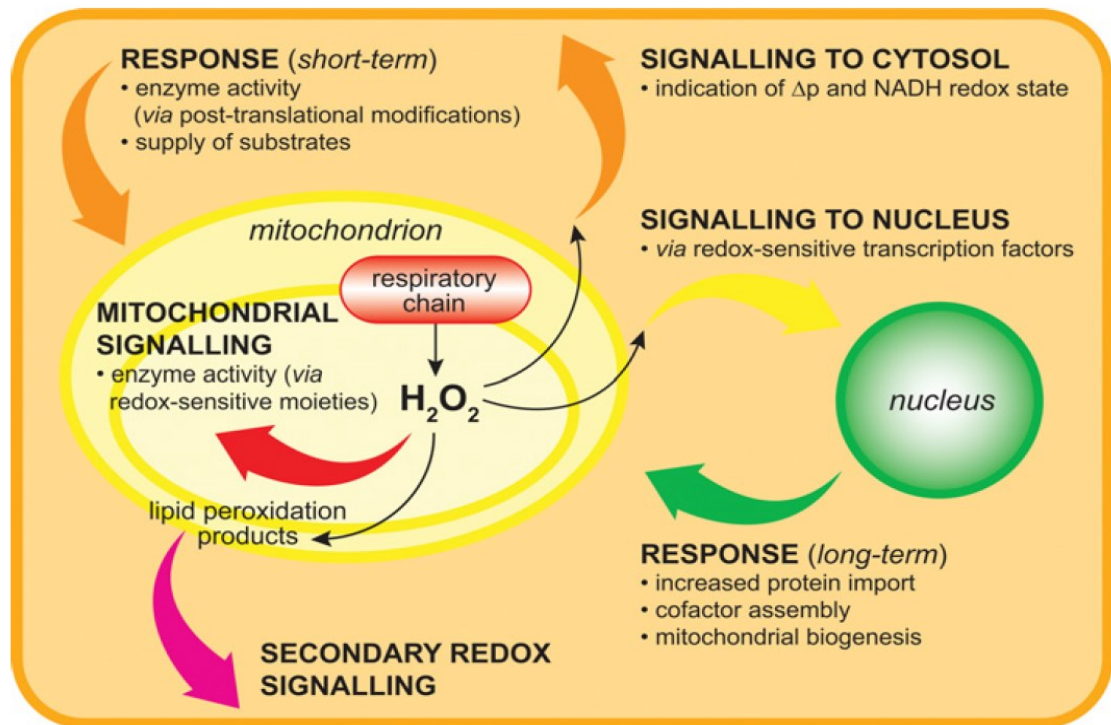 RESPONSE (short-term)
• enzyme activity
(via post-translational modifications)
• supply of substrates
SIGNALLING TO CYTOSOL
• indication of Δp and NADH redox state
SIGNALLING TO NUCLEUS
• via redox-sensitive transcription factors
mitochondrion
respiratory
chain
MITOCHONDRIAL
SIGNALLING
• enzyme activity (via
redox-sensitive moieties)
H₂O₂
nucleus
lipid peroxidation
products
RESPONSE (long-term)
• increased protein import
• cofactor assembly
• mitochondrial biogenesis
SECONDARY REDOX
SIGNALLING